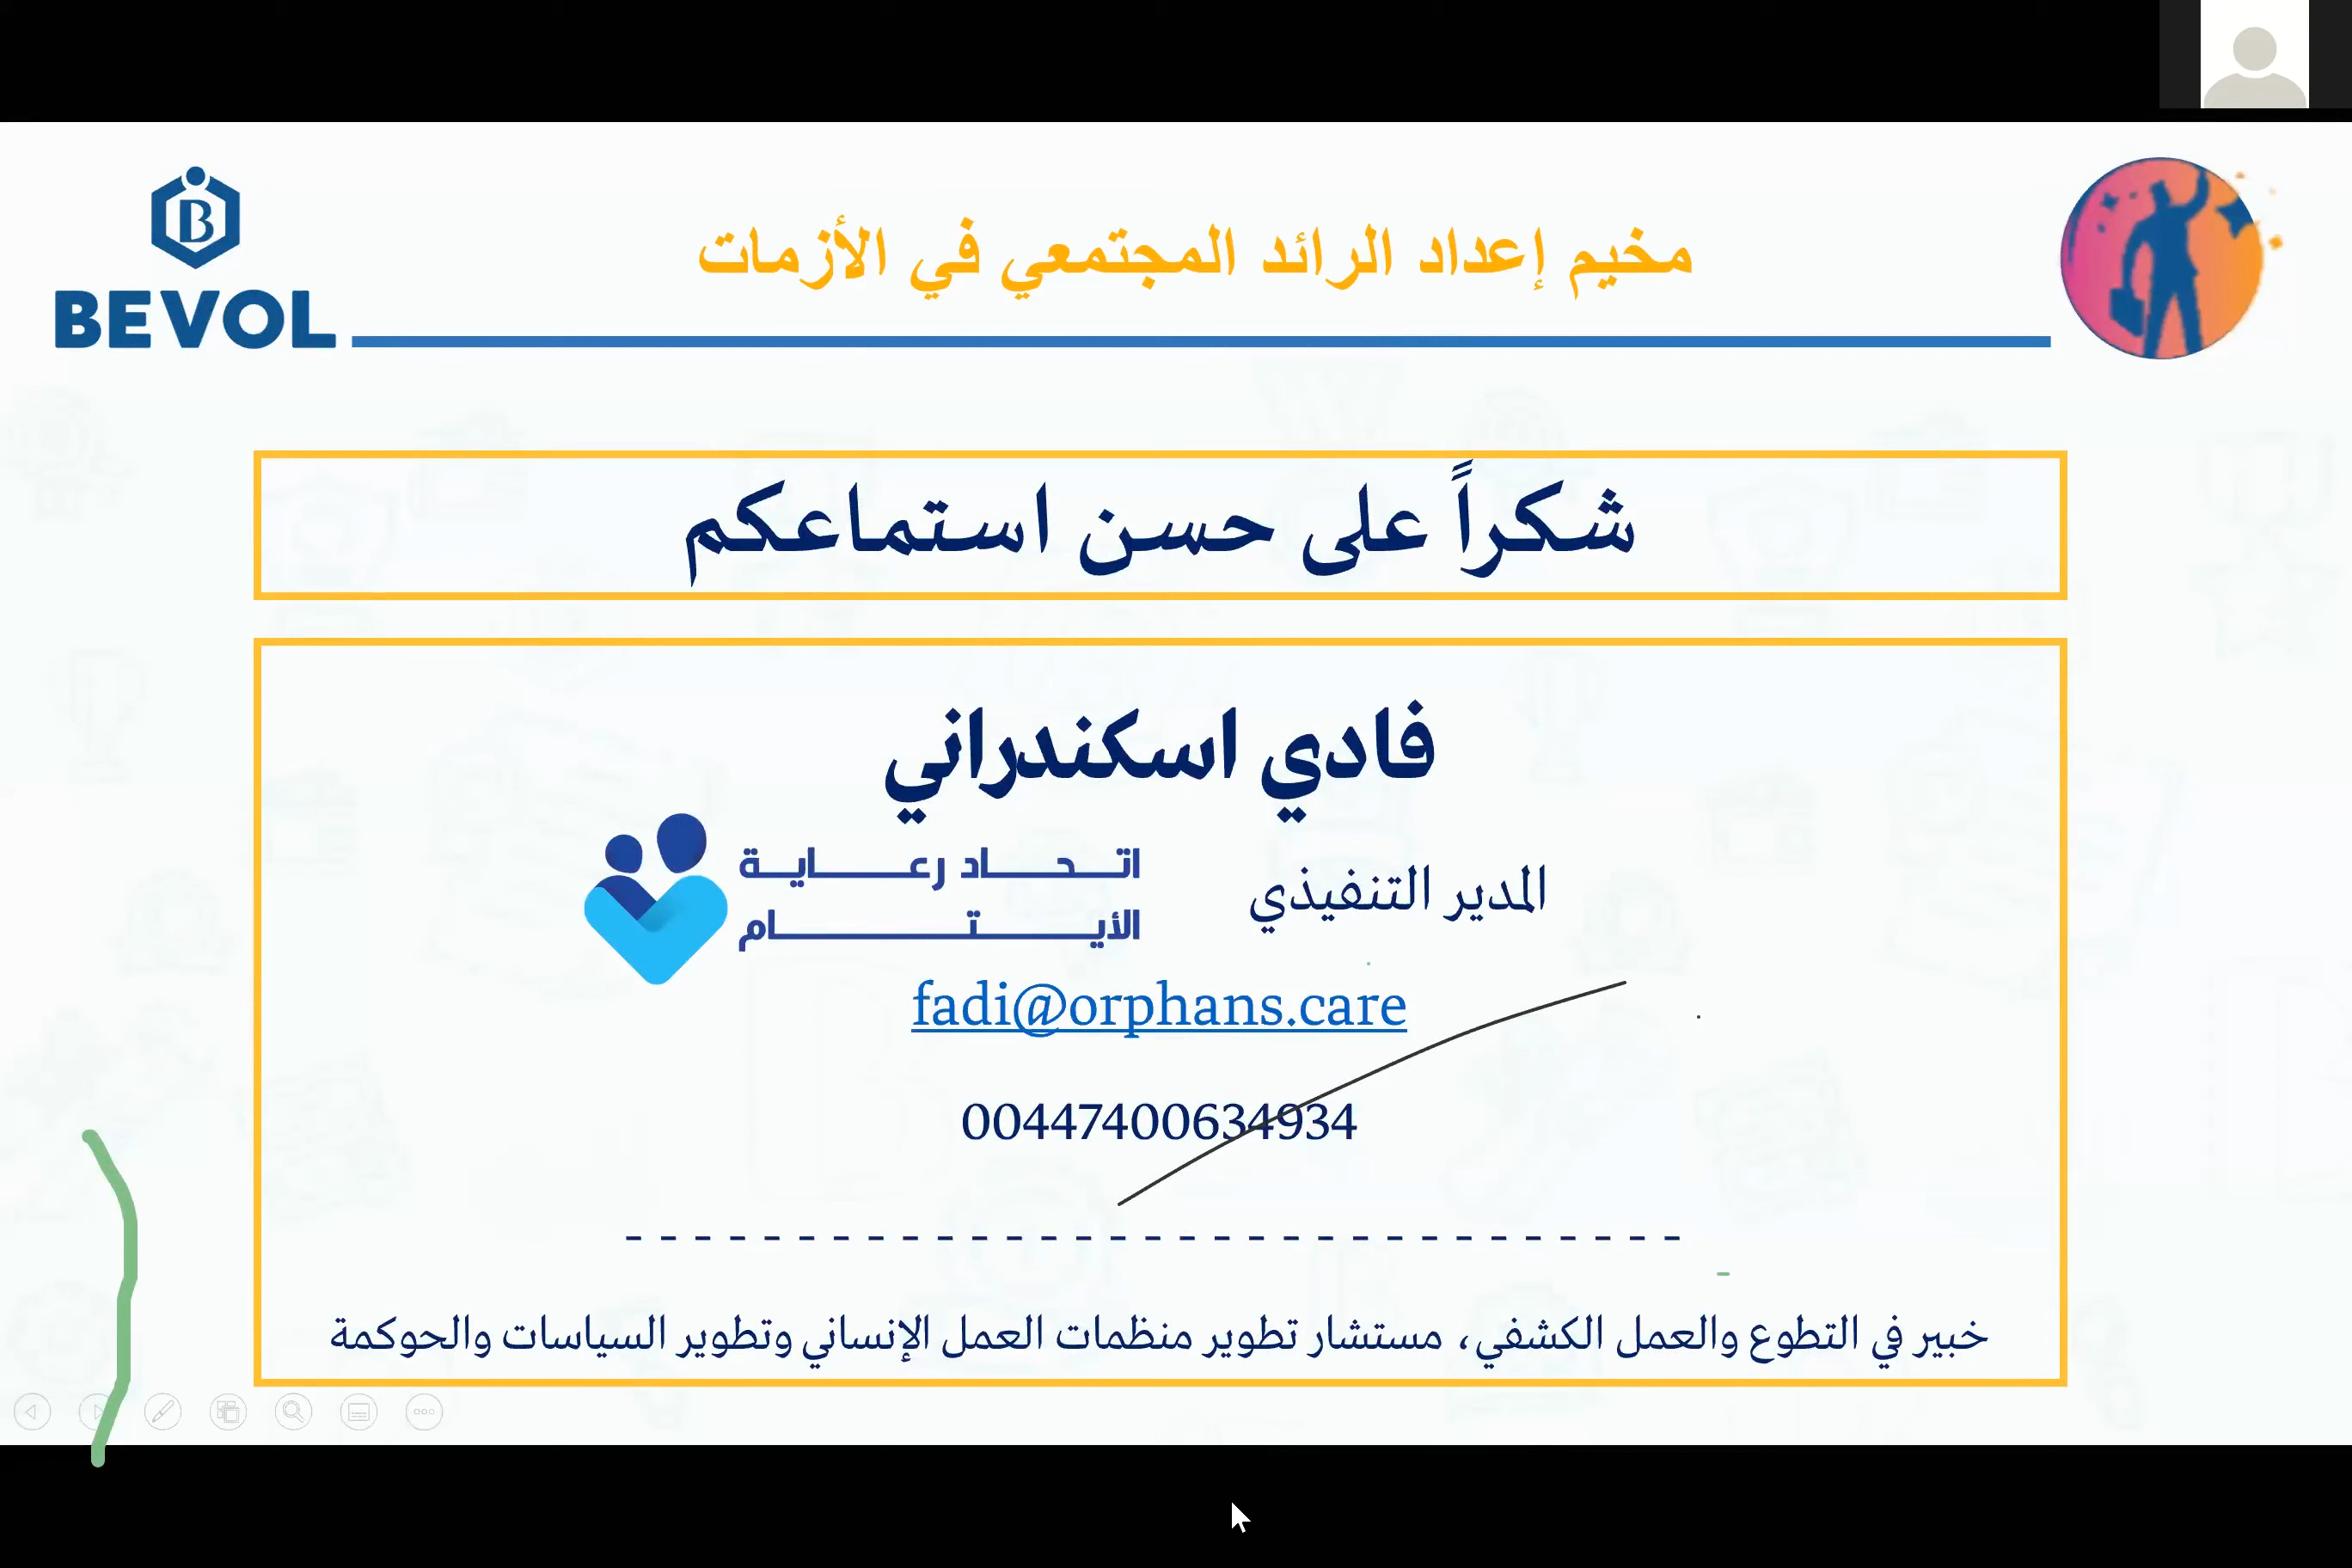 B
BEVOL
مخيم إعداد الرائد المجتمعي في الأزمات
شكراً على حسن استماعكم
فادي اسكندراني
المدير التنفيذي
اتحاد رعاية
الأيتام
fadi@orphans.care
00447400634934
خبير في التطوع والعمل الكشفي، مستشار تطوير منظمات العمل الإنساني وتطوير السياسات والحوكمة